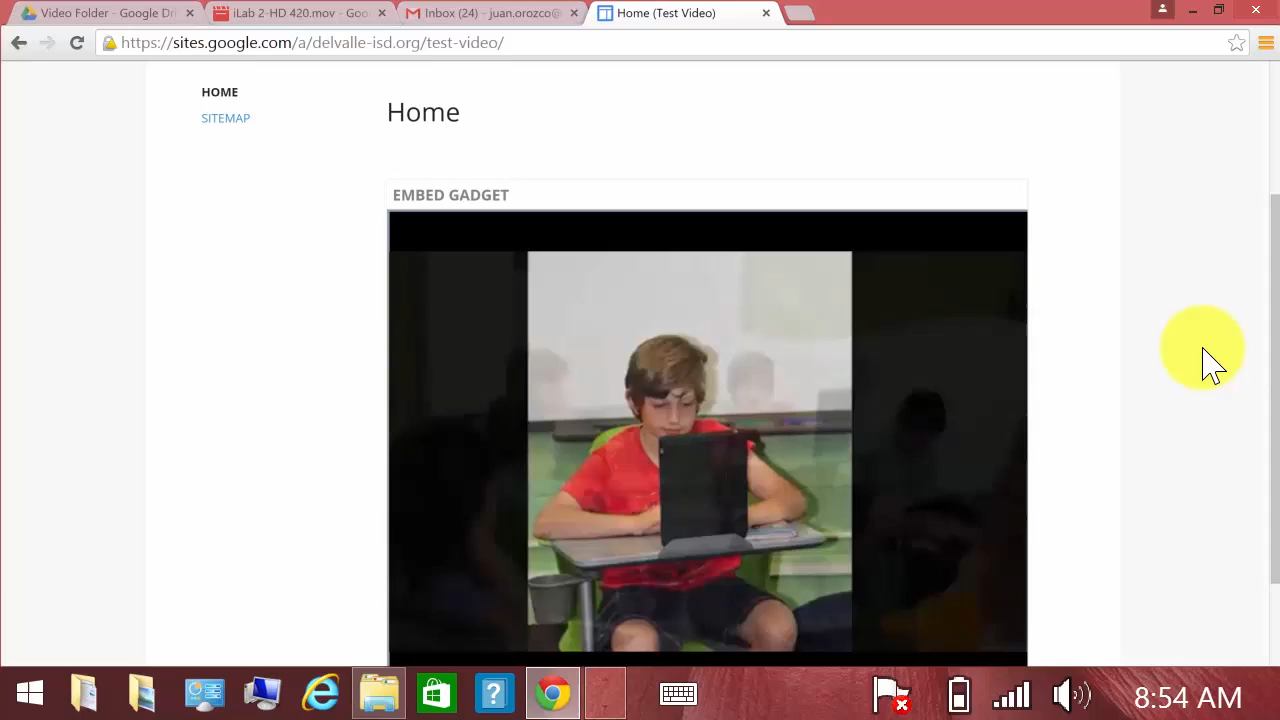 Video Folder - Google Dri
iLab 2-HD 420.mov - Goo
Inbox (24) - juan.orozco@
Home (Test Video)
https://sites.google.com/a/delvalle-isd.org/test-video/
HOME
SITEMAP
Home
EMBED GADGET
8:54 AM